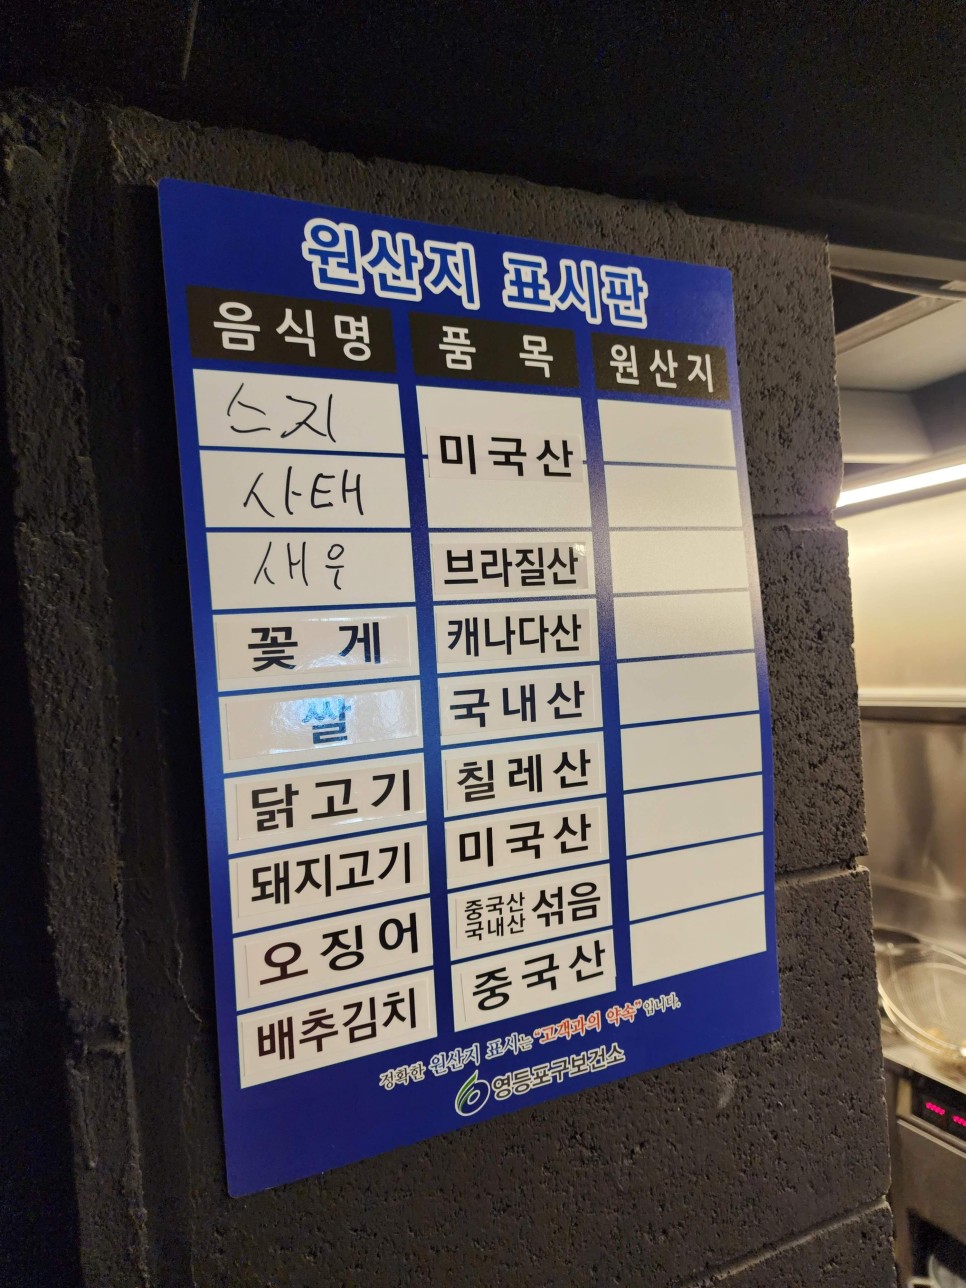 원산지 표시판
음식명 품 목 원산지
스지 미국산
사태
새우 브라질산
꽃 게 캐나다산
쌀 국내산
닭고기 칠레산
돼지고기 미국산
오징어 중국산 국내산 섞음
배추김치 중국산
정확한 원산지 표시는 "고객과의 약속"입니다.
영등포구보건소